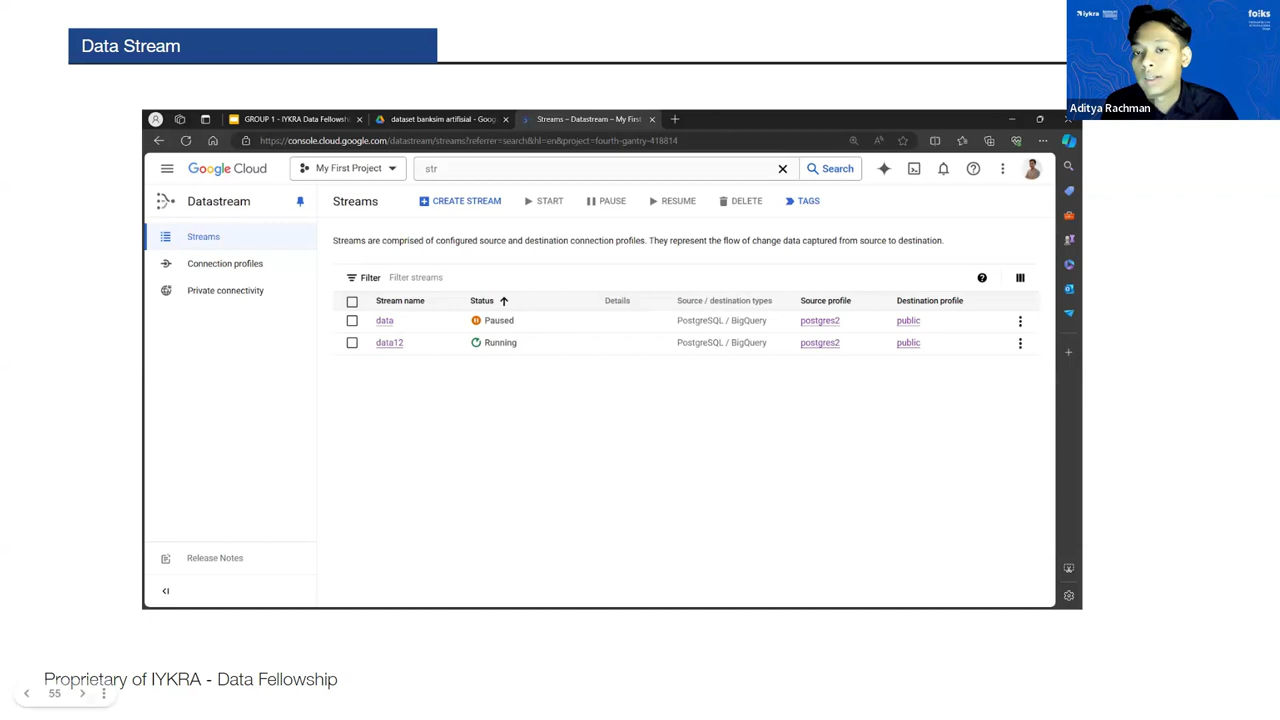 Data Stream
iykra
fo/ks
Aditya Rachman
GROUP 1 - IYKRA Data Fellowshi
dataset banksim artifisial - Goog
Streams – Datastream – My First
https://console.cloud.google.com/datastream/streams?referrer=search&hl=en&project=fourth-gantry-418814
Google Cloud
My First Project
str
Search
Datastream
Streams
CREATE STREAM
START
PAUSE
RESUME
DELETE
TAGS
Streams
Connection profiles
Private connectivity
Streams are comprised of configured source and destination connection profiles. They represent the flow of change data captured from source to destination.
Filter Filter streams
Stream name Status Details Source / destination types Source profile Destination profile
data Paused PostgreSQL / BigQuery postgres2 public
data12 Running PostgreSQL / BigQuery postgres2 public
Release Notes
Proprietary of IYKRA - Data Fellowship
55